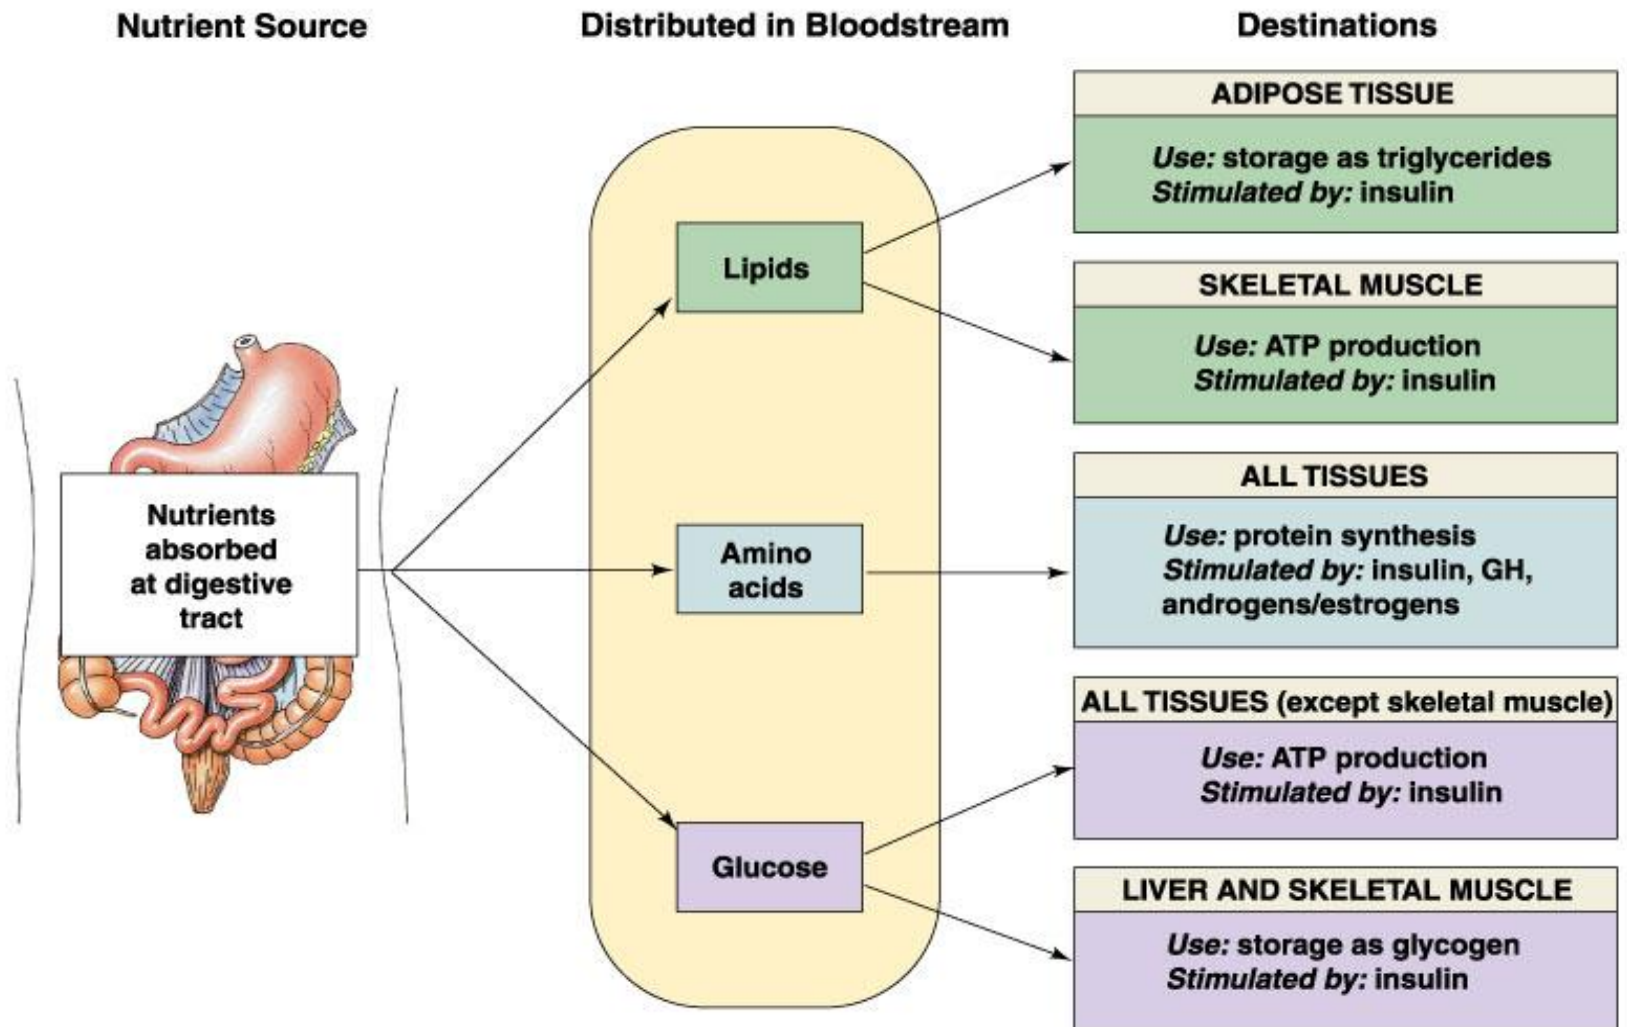 Nutrient Source
Distributed in Bloodstream
Destinations
Nutrients
absorbed
at digestive
tract
Lipids
Amino
acids
Glucose
ADIPOSE TISSUE
Use: storage as triglycerides
Stimulated by: insulin
SKELETAL MUSCLE
Use: ATP production
Stimulated by: insulin
ALL TISSUES
Use: protein synthesis
Stimulated by: insulin, GH,
androgens/estrogens
ALL TISSUES (except skeletal muscle)
Use: ATP production
Stimulated by: insulin
LIVER AND SKELETAL MUSCLE
Use: storage as glycogen
Stimulated by: insulin